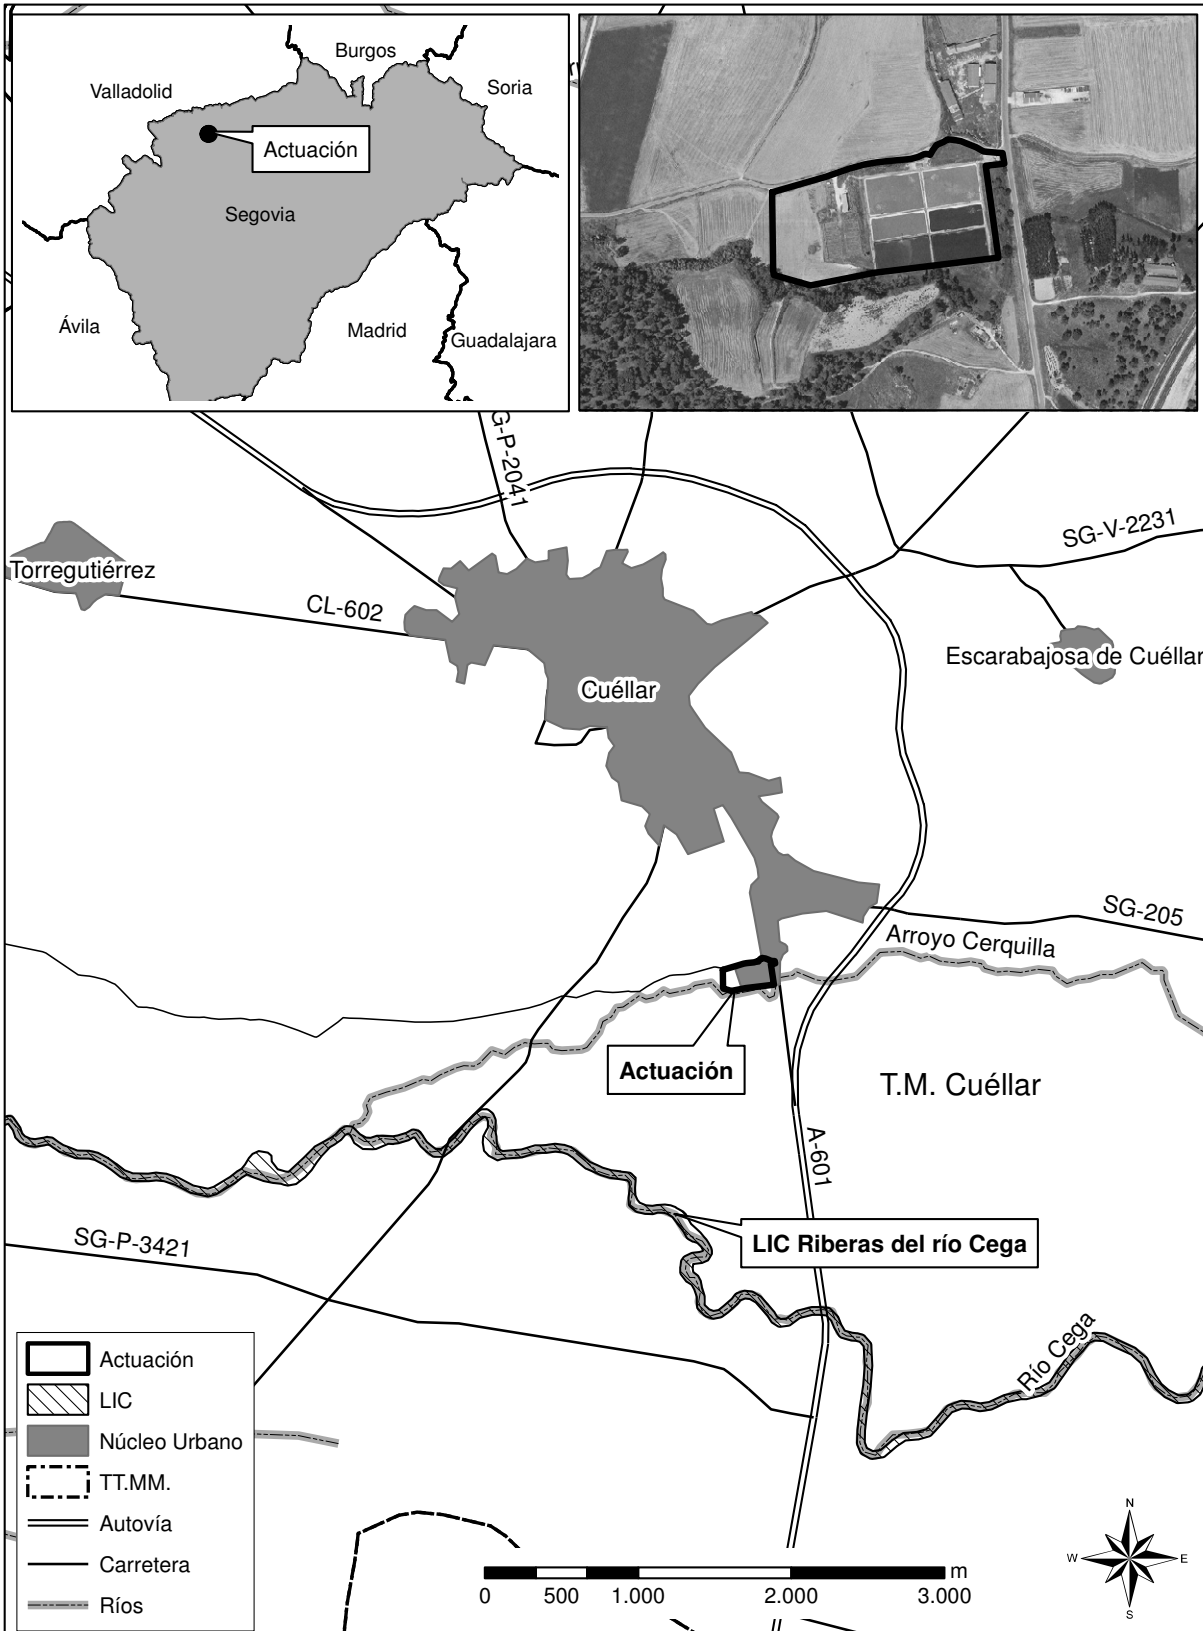 Burgos
Valladolid
Soria
Actuación
Segovia
Ávila
Madrid
Guadalajara
G-P-2041
SG-V-2231
Torregutiérrez
CL-602
Escarabajosa de Cuéllar
Cuéllar
SG-205
Arroyo Cerquilla
Actuación
T.M. Cuéllar
A-601
LIC Riberas del río Cega
SG-P-3421
Río Cega
Actuación
LIC
Núcleo Urbano
TT.MM.
Autovía
Carretera
Ríos
m
0 500 1.000 2.000 3.000
N
W E
S